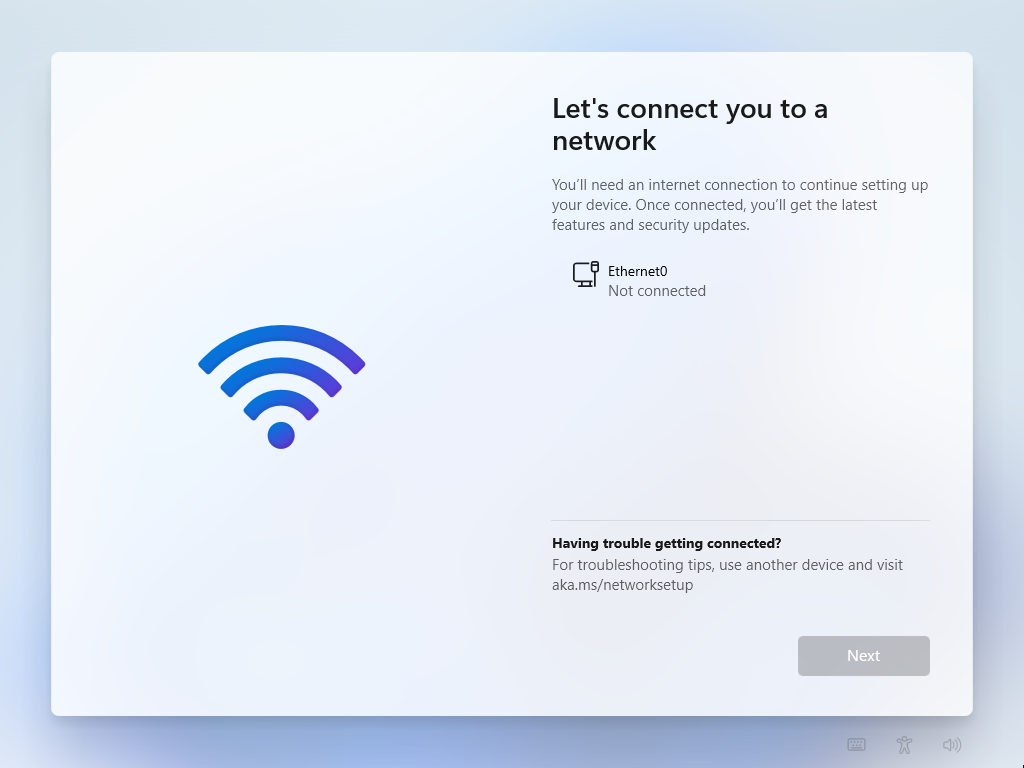 Let's connect you to a
network
You’ll need an internet connection to continue setting up
your device. Once connected, you’ll get the latest
features and security updates.
Ethernet0
Not connected
Having trouble getting connected?
For troubleshooting tips, use another device and visit
aka.ms/networksetup
Next